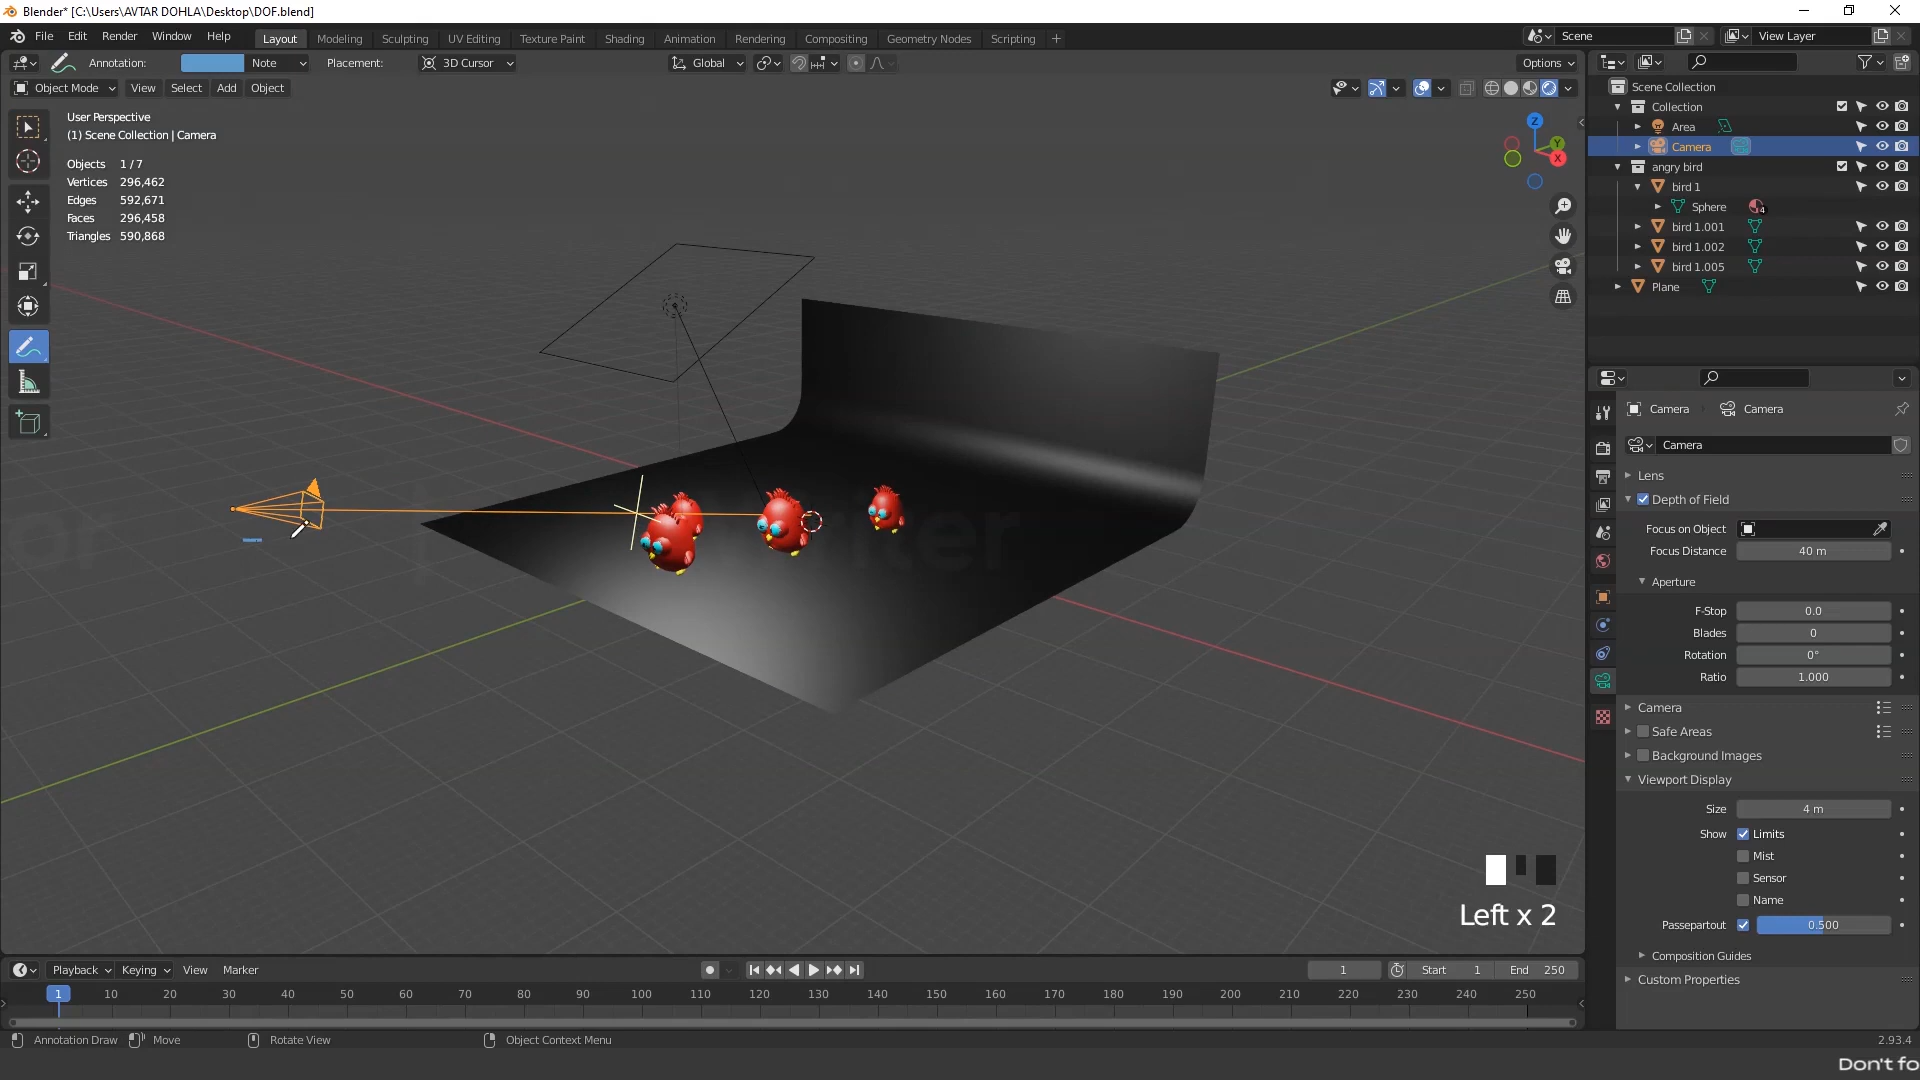 Blender* [C:\Users\AVTAR DOHLA\Desktop\DOF.blend]
File Edit Render Window Help
Layout Modeling Sculpting UV Editing Texture Paint Shading Animation Rendering Compositing Geometry Nodes Scripting +
Scene
View Layer
Annotation: Note Placement: 3D Cursor
Global
Options
Object Mode View Select Add Object
User Perspective
(1) Scene Collection | Camera
Objects 1 / 7
Vertices 296,462
Edges 592,671
Faces 296,458
Triangles 590,868
Z
Y
X
Left x 2
Scene Collection
Collection
Area
Camera
angry bird
bird 1
Sphere 4
bird 1.001
bird 1.002
bird 1.005
Plane
Camera Camera
Camera
Lens
Depth of Field
Focus on Object
Focus Distance 40 m
Aperture
F-Stop 0.0
Blades 0
Rotation 0°
Ratio 1.000
Camera
Safe Areas
Background Images
Viewport Display
Size 4 m
Show Limits
Mist
Sensor
Name
Passepartout 0.500
Composition Guides
Custom Properties
Playback Keying View Marker
1 Start 1 End 250
1 10 20 30 40 50 60 70 80 90 100 110 120 130 140 150 160 170 180 190 200 210 220 230 240 250
Annotation Draw Move Rotate View Object Context Menu
2.93.4
Don't fo